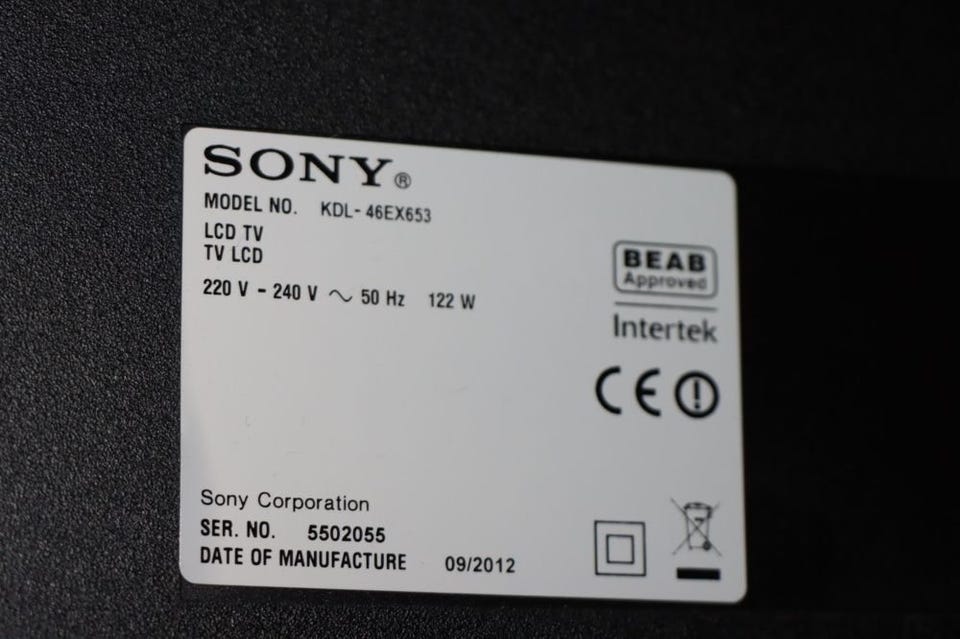 SONY®
MODEL NO. KDL-46EX653
LCD TV
TV LCD
220 V - 240 V ~ 50 Hz 122 W
BEAB
Approved
Intertek
CE
Sony Corporation
SER. NO. 5502055
DATE OF MANUFACTURE 09/2012